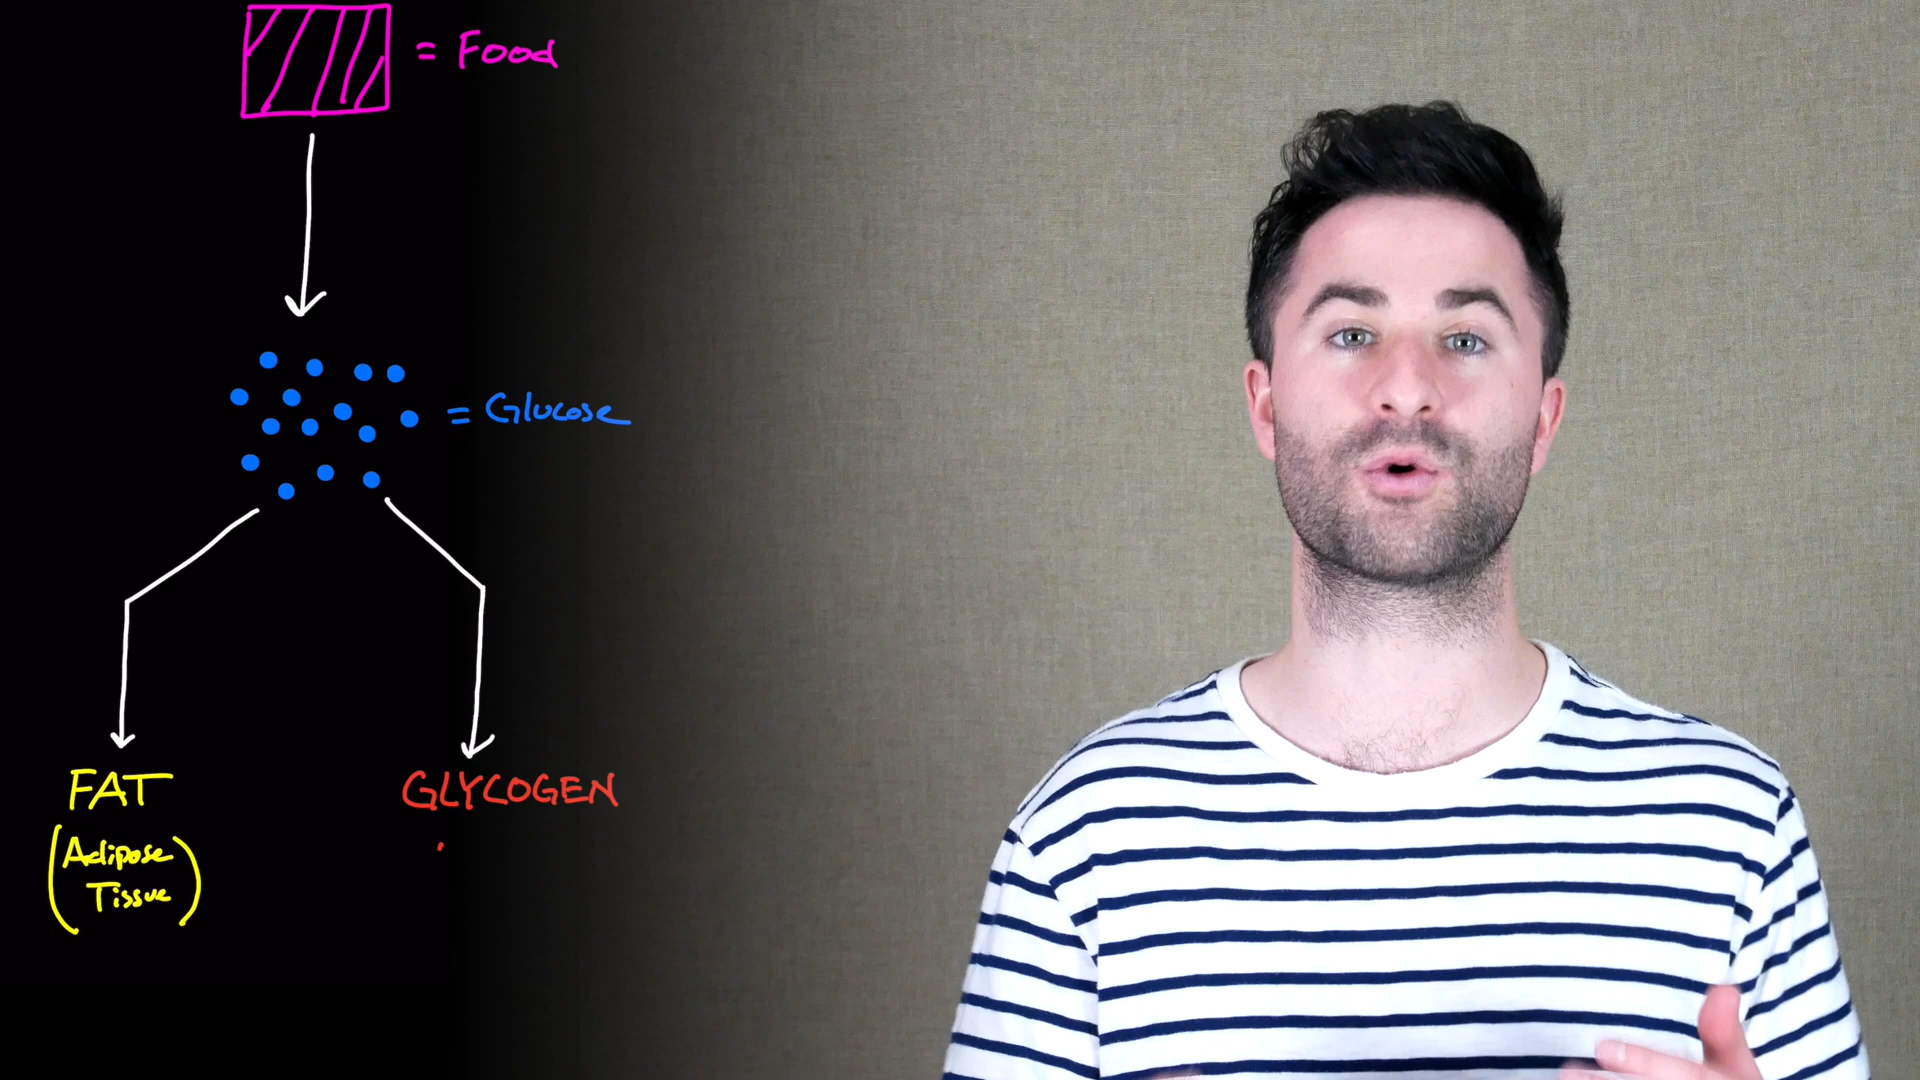 = Food
= Glucose
FAT
(Adipose
Tissue)
GLYCOGEN